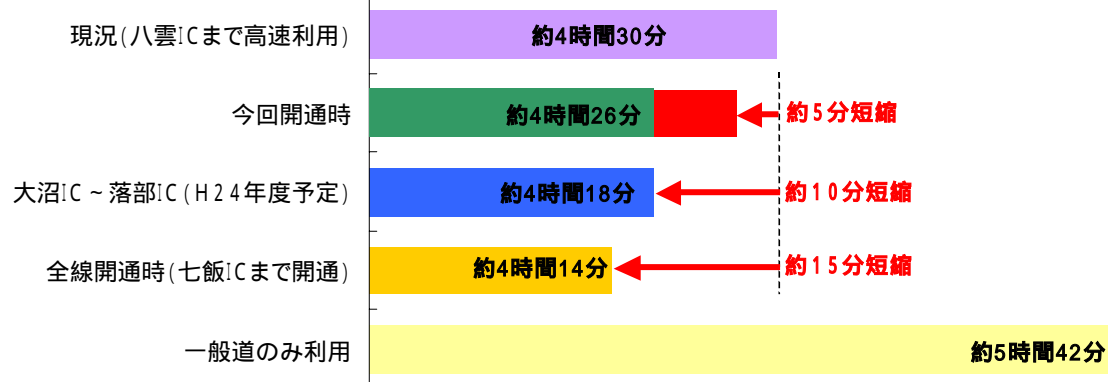 現況(八雲ICまで高速利用) 約4時間30分
今回開通時 約4時間26分 約5分短縮
大沼IC~落部IC(H24年度予定) 約4時間18分 約10分短縮
全線開通時(七飯ICまで開通) 約4時間14分 約15分短縮
一般道のみ利用 約5時間42分